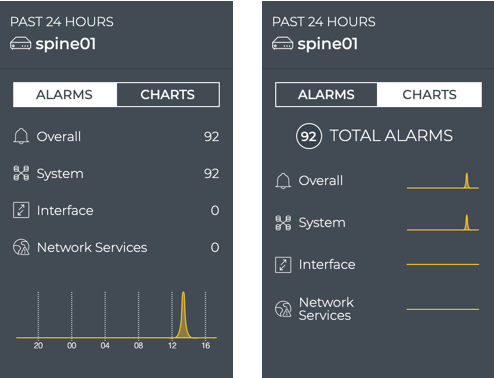 PAST 24 HOURS
spine01
ALARMS CHARTS
Overall 92
System 92
Interface 0
Network Services 0
20 00 04 08 12 16
PAST 24 HOURS
spine01
ALARMS CHARTS
92 TOTAL ALARMS
Overall
System
Interface
Network
Services